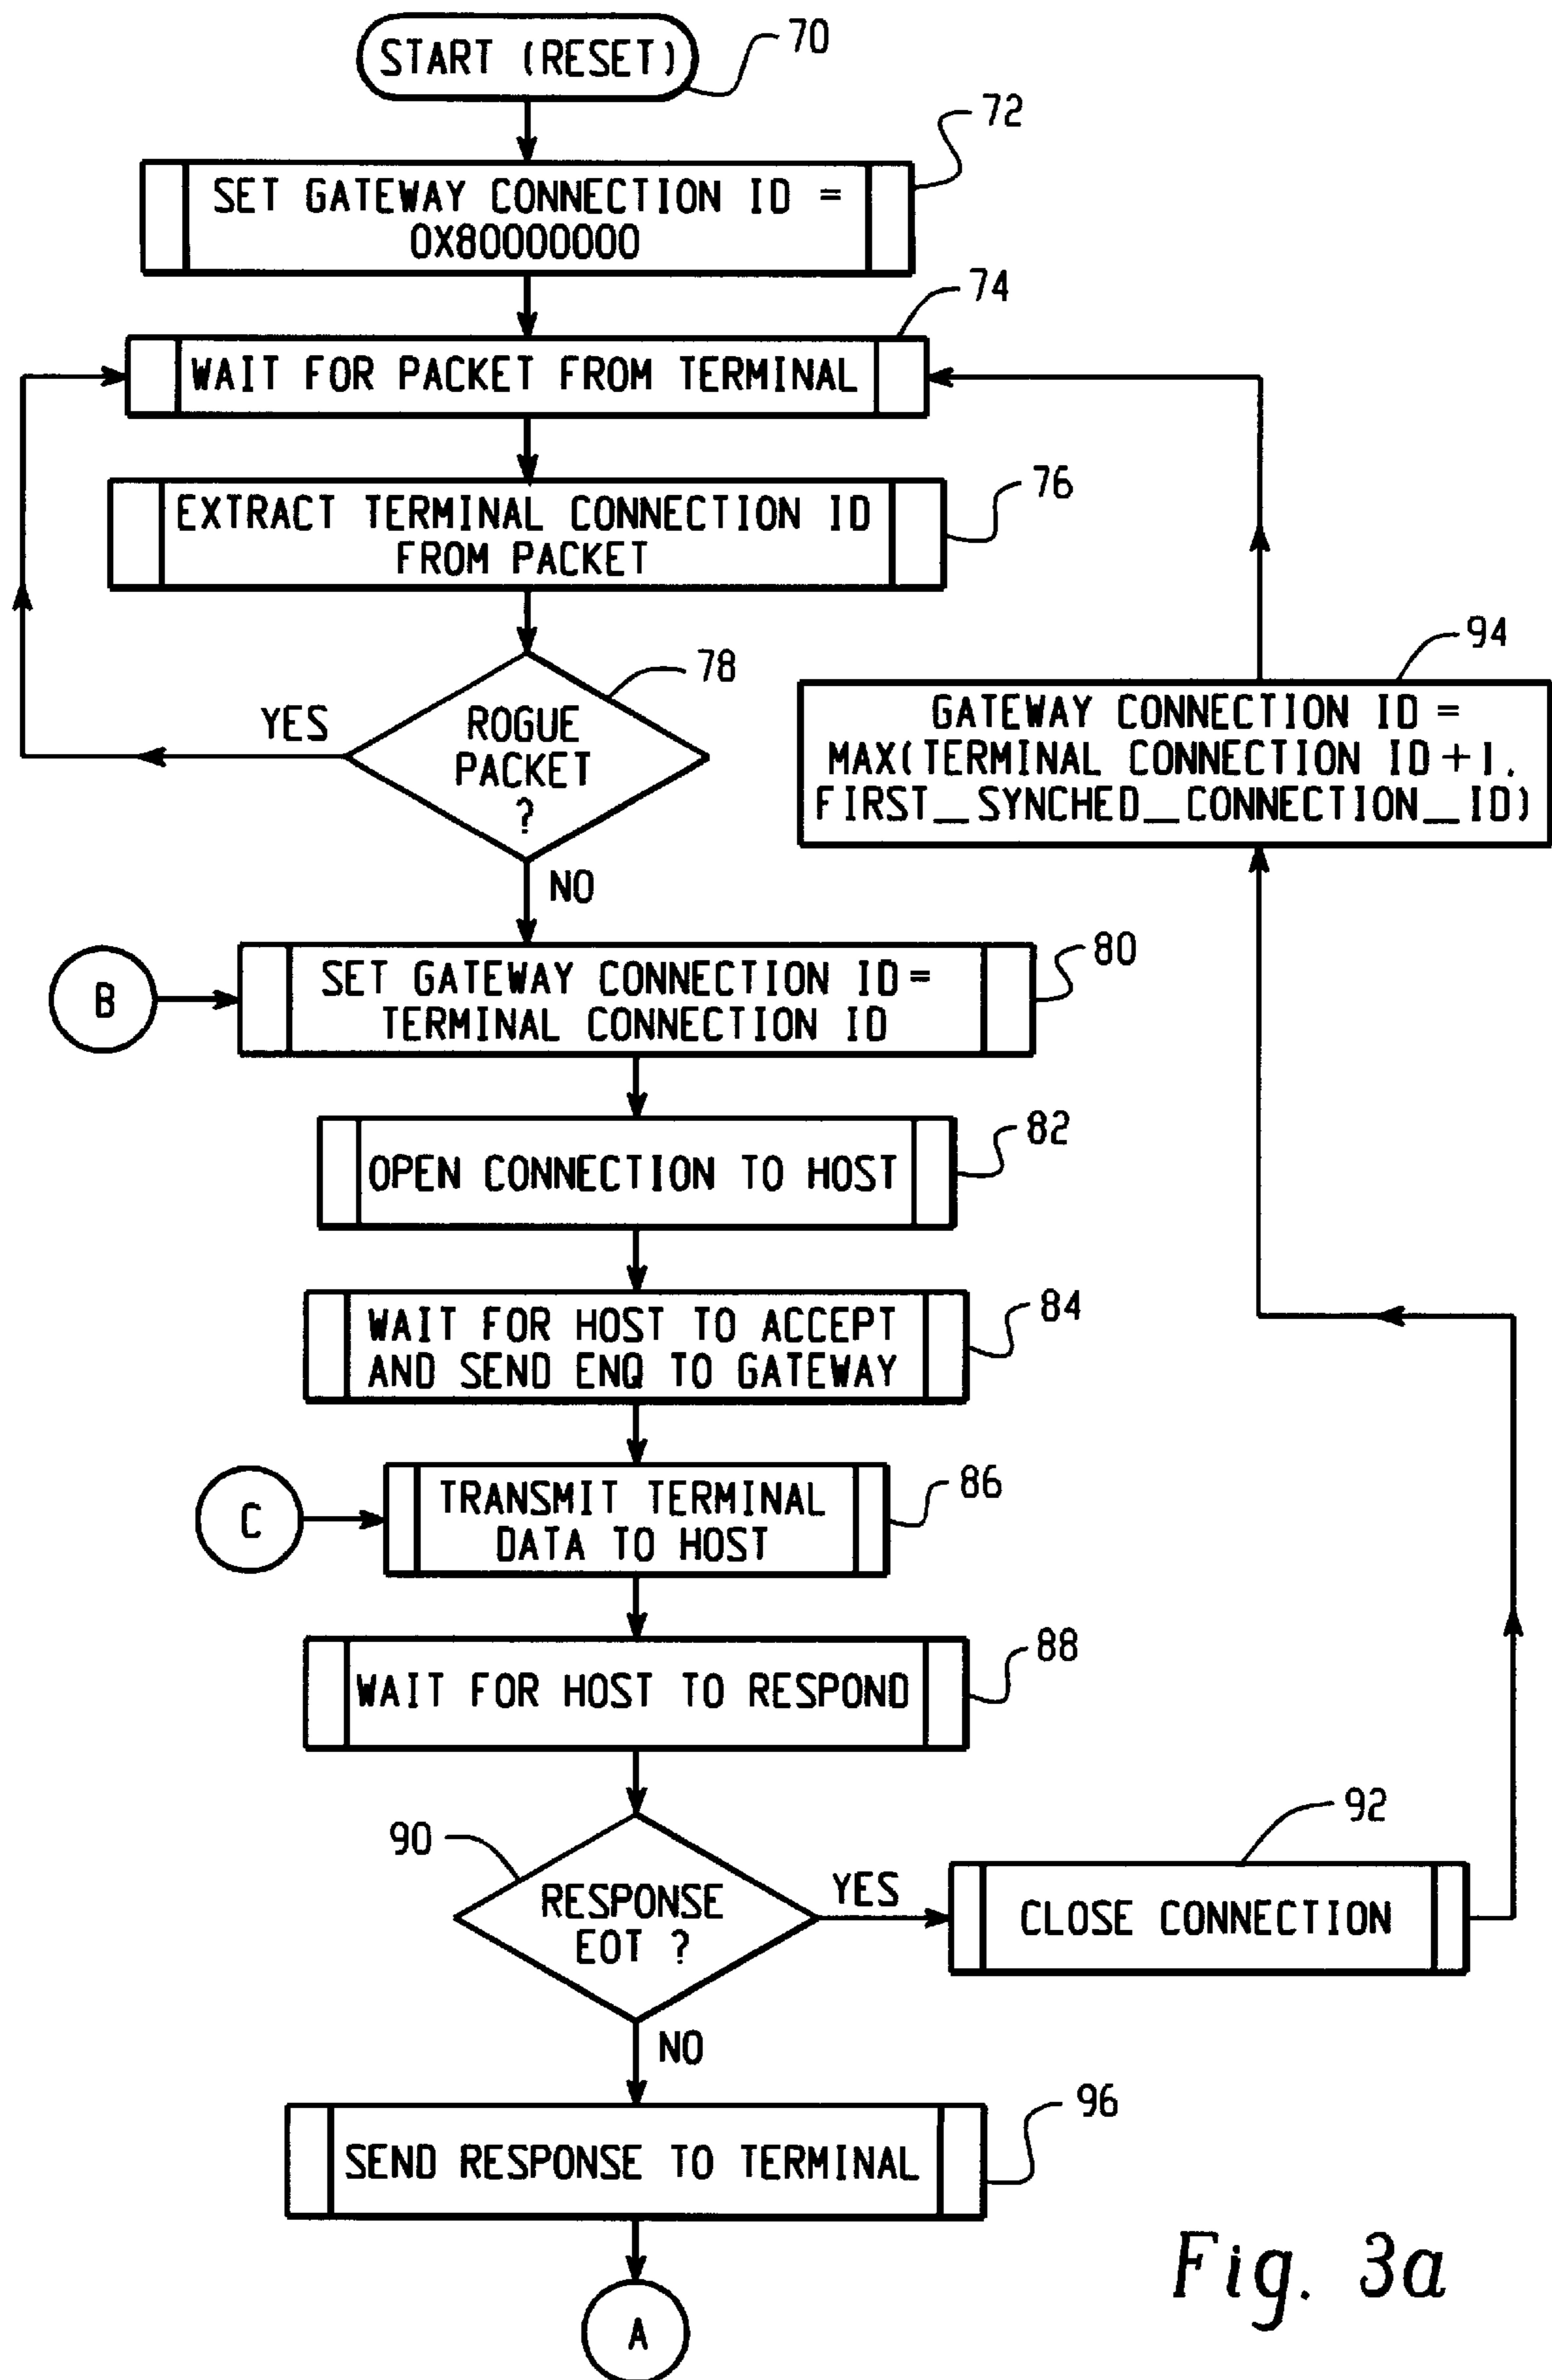 START (RESET)
70
72
SET GATEWAY CONNECTION ID =
0X80000000
74
WAIT FOR PACKET FROM TERMINAL
76
EXTRACT TERMINAL CONNECTION ID
FROM PACKET
78
YES
ROGUE
PACKET
?
NO
94
GATEWAY CONNECTION ID =
MAX(TERMINAL CONNECTION ID+1,
FIRST_SYNCHED_CONNECTION_ID)
B
80
SET GATEWAY CONNECTION ID=
TERMINAL CONNECTION ID
82
OPEN CONNECTION TO HOST
84
WAIT FOR HOST TO ACCEPT
AND SEND ENQ TO GATEWAY
C
86
TRANSMIT TERMINAL
DATA TO HOST
88
WAIT FOR HOST TO RESPOND
90
RESPONSE
EOT ?
YES
92
CLOSE CONNECTION
NO
96
SEND RESPONSE TO TERMINAL
A
Fig. 3a